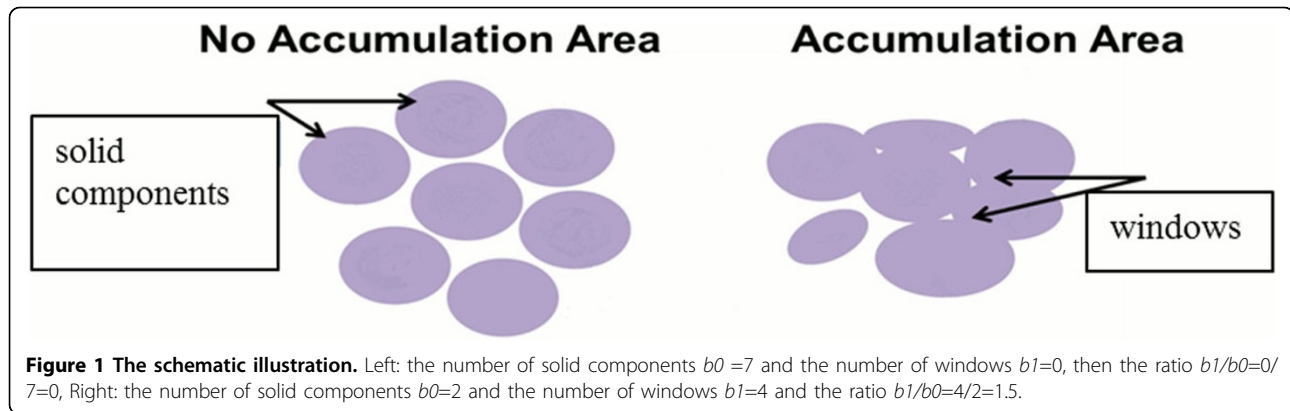 No Accumulation Area
Accumulation Area
solid
components
windows
Figure 1 The schematic illustration. Left: the number of solid components b0 =7 and the number of windows b1=0, then the ratio b1/b0=0/
7=0, Right: the number of solid components b0=2 and the number of windows b1=4 and the ratio b1/b0=4/2=1.5.